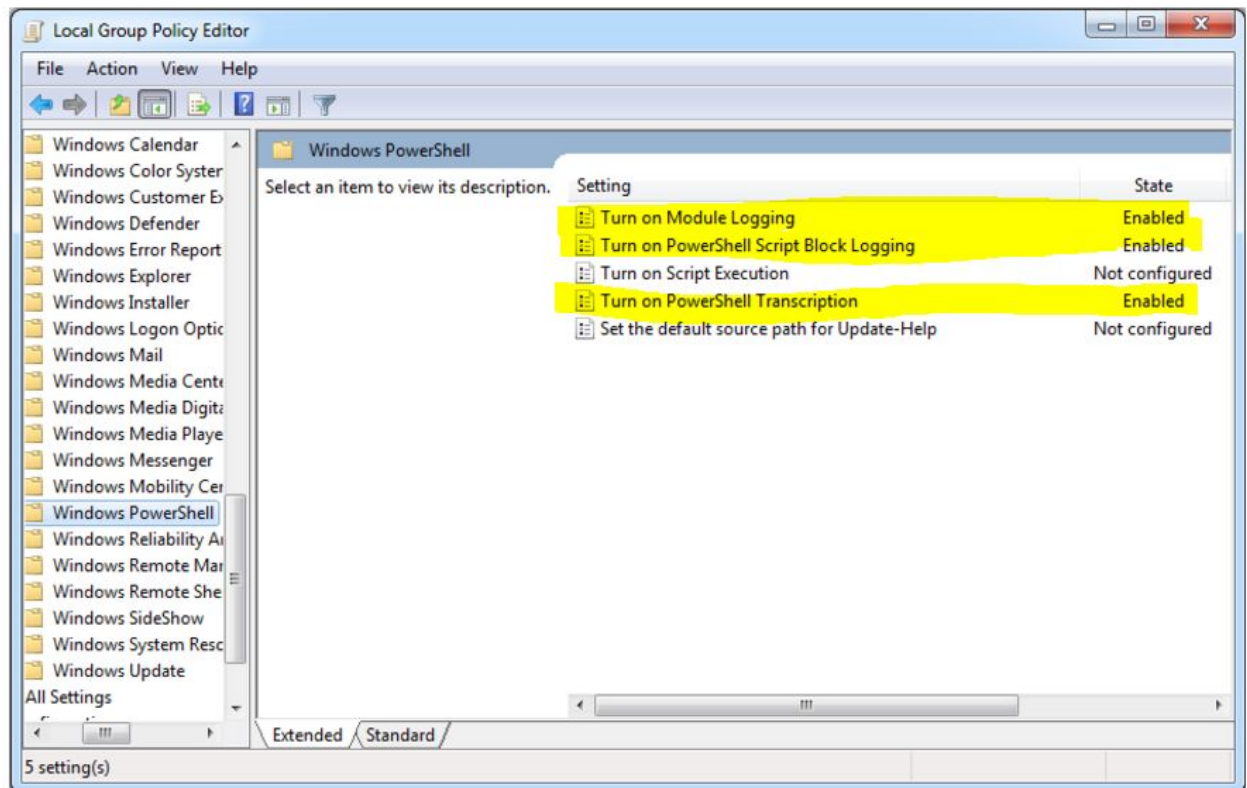 Local Group Policy Editor
File Action View Help
Windows Calendar
Windows Color Syster
Windows Customer Ex
Windows Defender
Windows Error Report
Windows Explorer
Windows Installer
Windows Logon Optic
Windows Mail
Windows Media Cente
Windows Media Digita
Windows Media Playe
Windows Messenger
Windows Mobility Cer
Windows PowerShell
Windows Reliability Ar
Windows Remote Mar
Windows Remote She
Windows SideShow
Windows System Resc
Windows Update
All Settings
Windows PowerShell
Select an item to view its description.
Setting State
Turn on Module Logging Enabled
Turn on PowerShell Script Block Logging Enabled
Turn on Script Execution Not configured
Turn on PowerShell Transcription Enabled
Set the default source path for Update-Help Not configured
Extended Standard
5 setting(s)